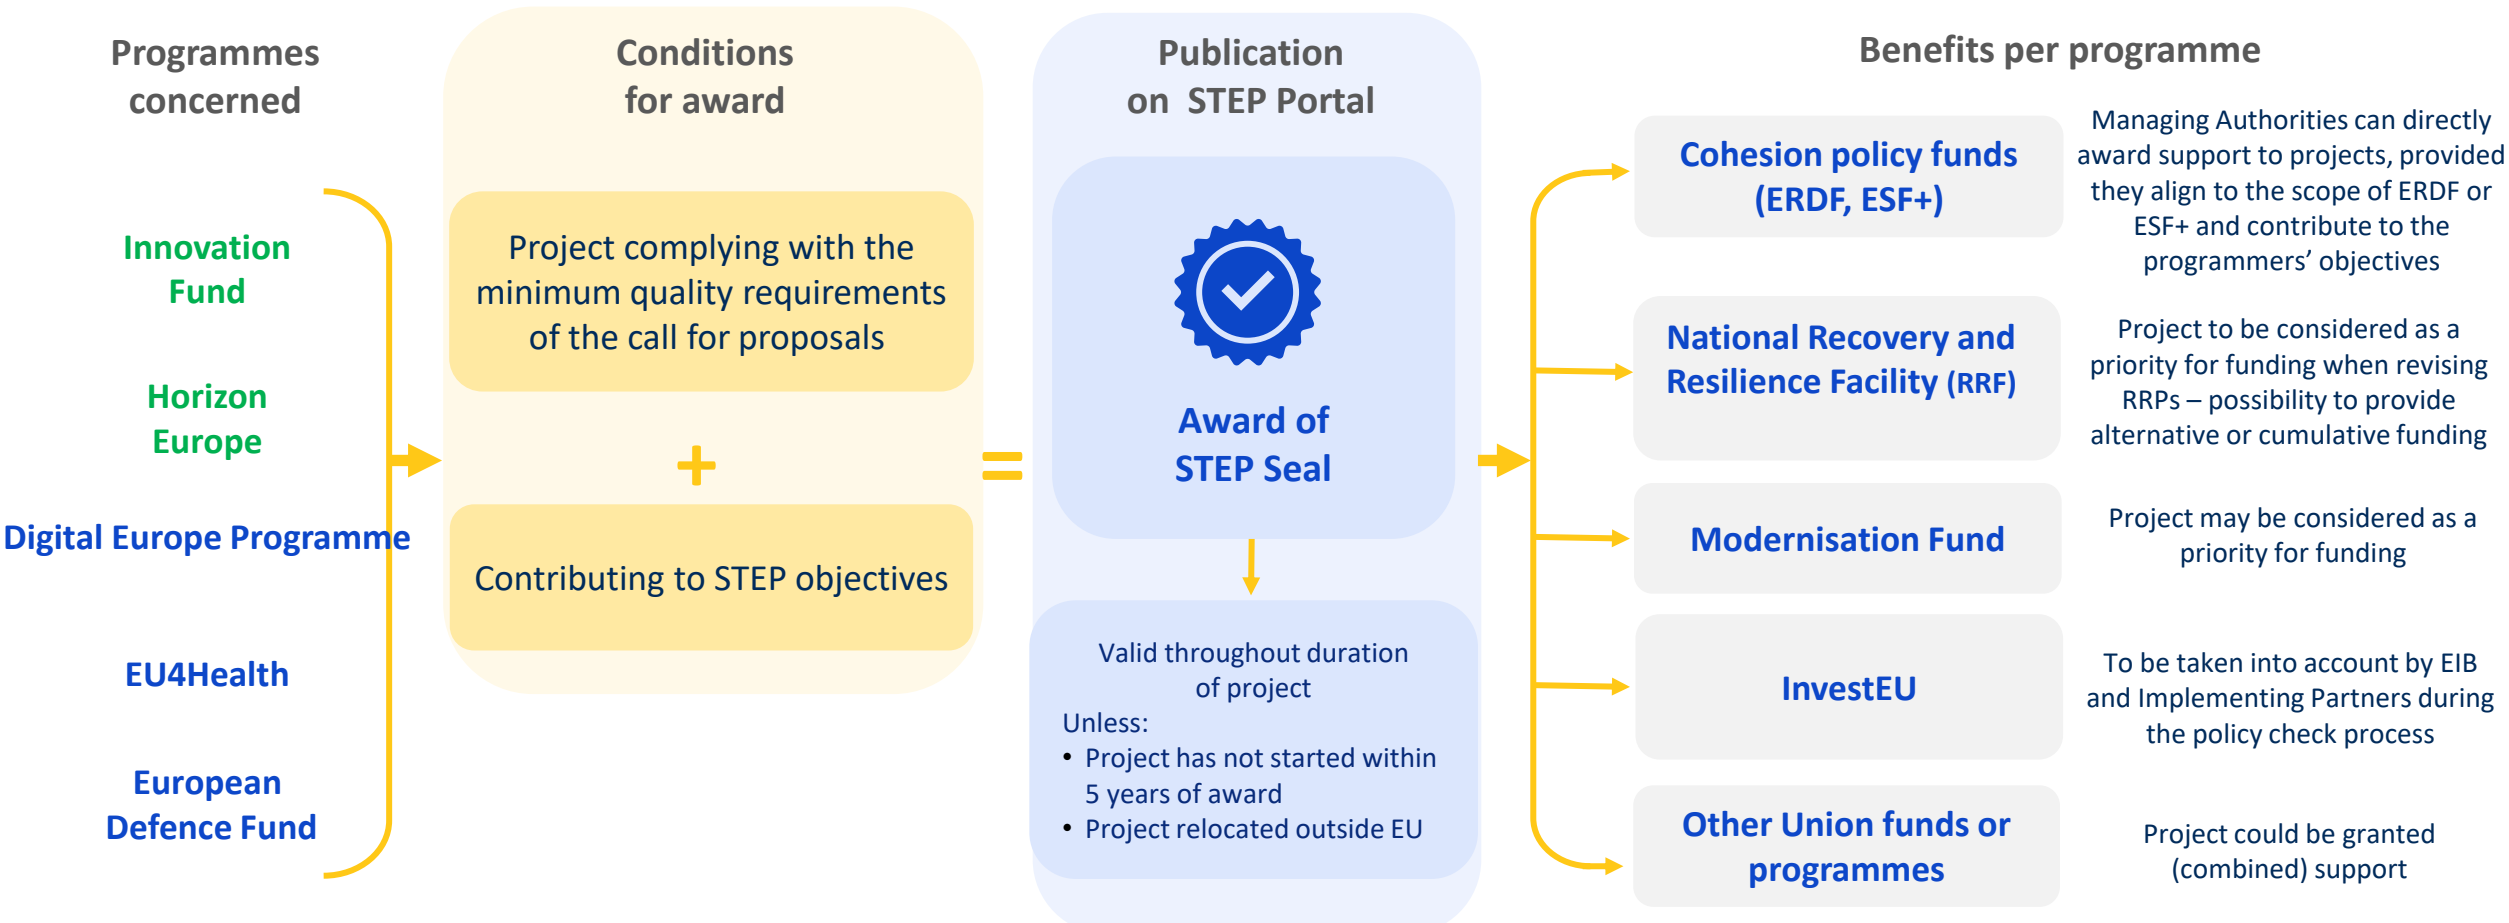 Programmes
concerned
Innovation
Fund
Horizon
Europe
Digital Europe Programme
EU4Health
European
Defence Fund
Conditions
for award
Project complying with the
minimum quality requirements
of the call for proposals
+
Contributing to STEP objectives
=
Publication
on STEP Portal
Award of
STEP Seal
Valid throughout duration
of project
Unless:
• Project has not started within
5 years of award
• Project relocated outside EU
Benefits per programme
Cohesion policy funds
(ERDF, ESF+)
Managing Authorities can directly
award support to projects, provided
they align to the scope of ERDF or
ESF+ and contribute to the
programmers’ objectives
National Recovery and
Resilience Facility (RRF)
Project to be considered as a
priority for funding when revising
RRPs – possibility to provide
alternative or cumulative funding
Modernisation Fund
Project may be considered as a
priority for funding
InvestEU
To be taken into account by EIB
and Implementing Partners during
the policy check process
Other Union funds or
programmes
Project could be granted
(combined) support